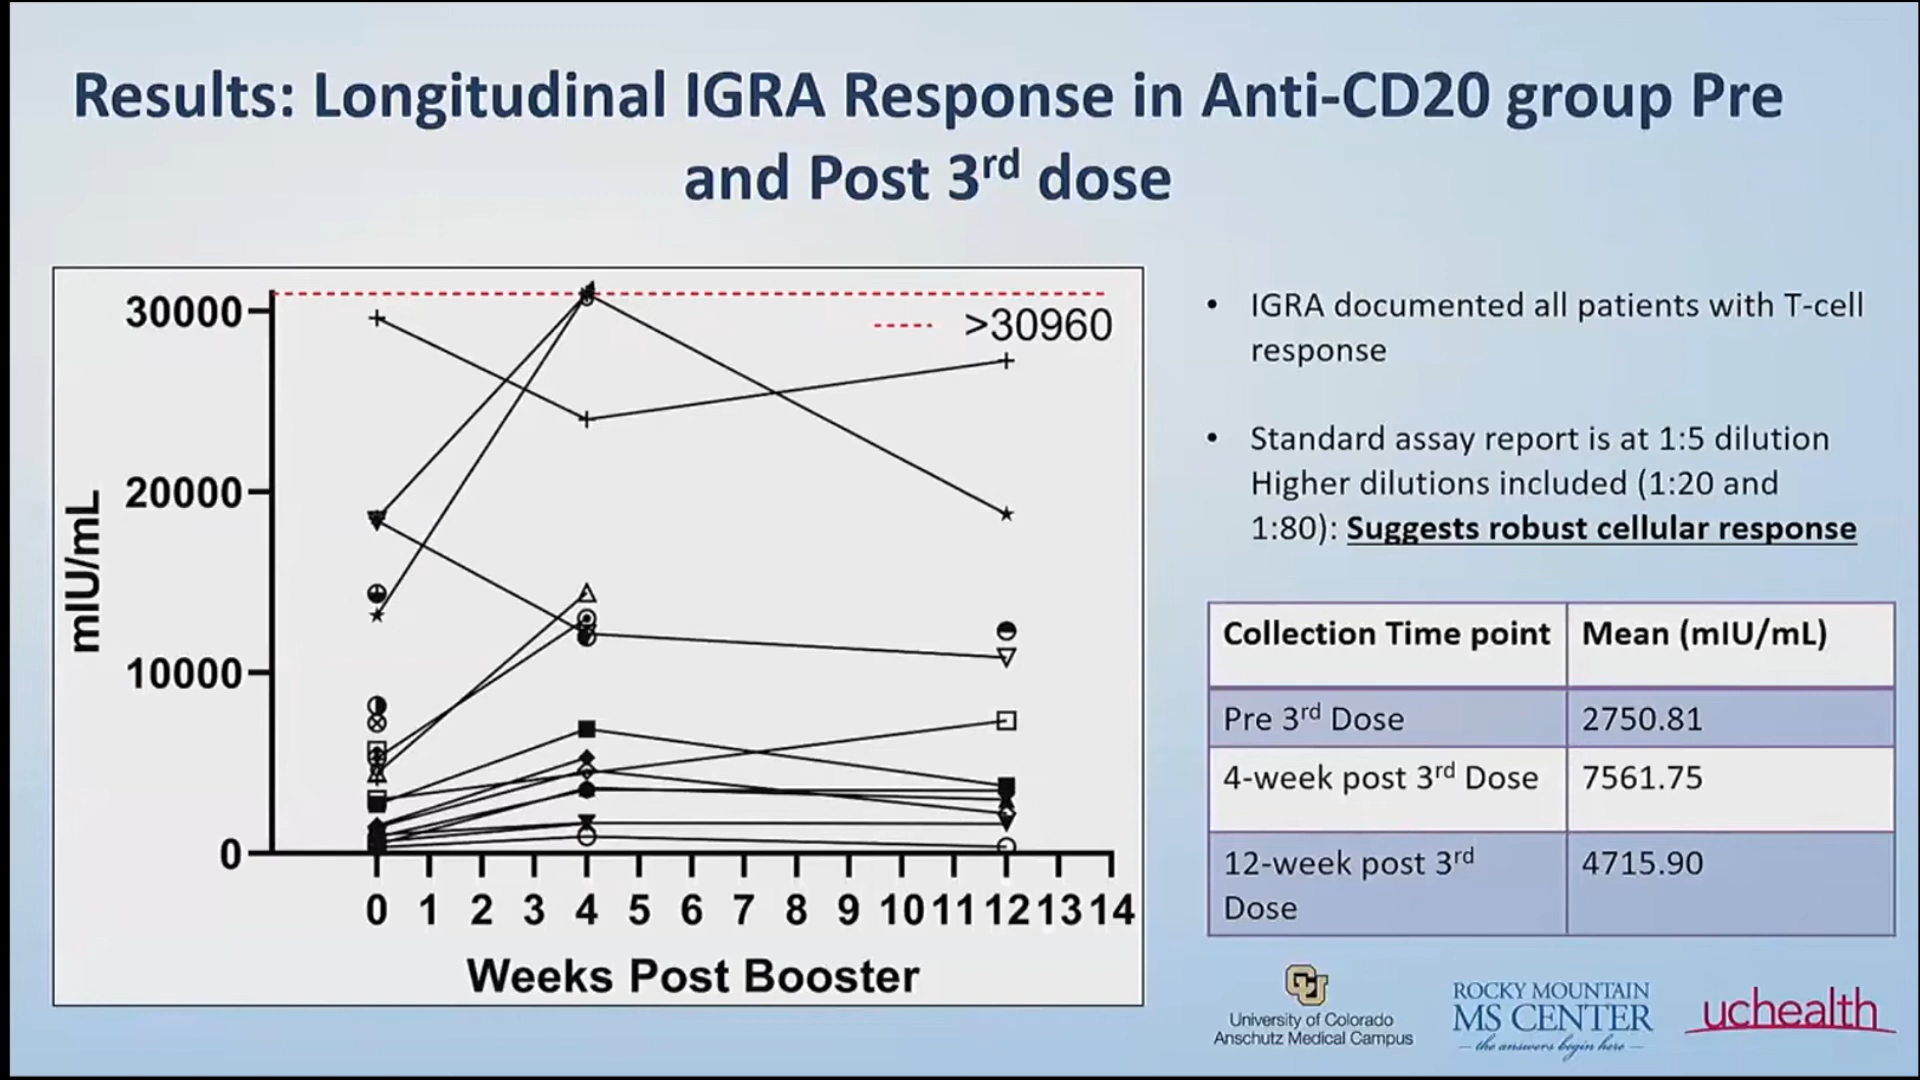 Results: Longitudinal IGRA Response in Anti-CD20 group Pre
and Post 3rd dose
30000
20000
10000
0
mIU/mL
>30960
0 1 2 3 4 5 6 7 8 9 10 11 12 13 14
Weeks Post Booster
• IGRA documented all patients with T-cell
response
• Standard assay report is at 1:5 dilution
Higher dilutions included (1:20 and
1:80): Suggests robust cellular response
Collection Time point Mean (mIU/mL)
Pre 3rd Dose 2750.81
4-week post 3rd Dose 7561.75
12-week post 3rd
Dose 4715.90
CU
University of Colorado
Anschutz Medical Campus
ROCKY MOUNTAIN
MS CENTER
— the answers begin here —
uchealth